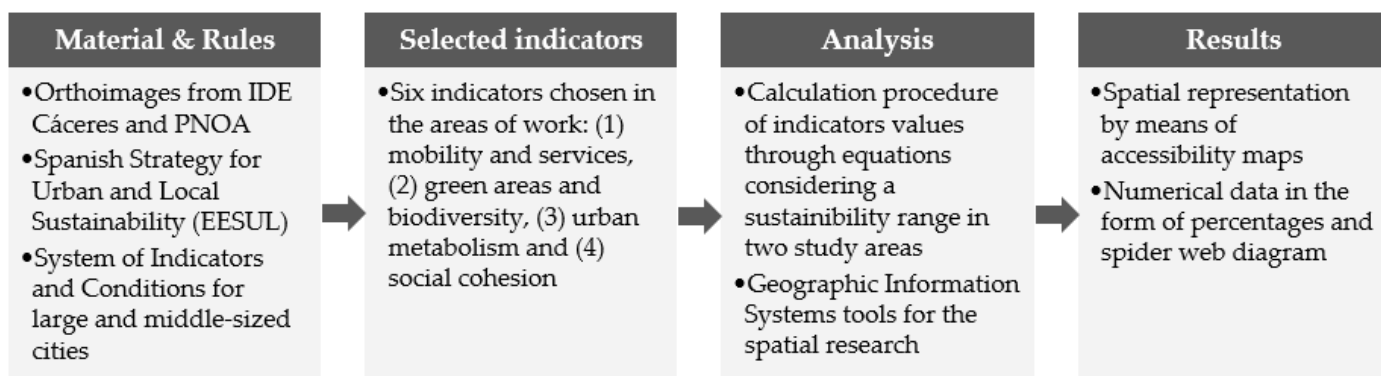 Material & Rules
•Orthoimages from IDE
Cáceres and PNOA
•Spanish Strategy for
Urban and Local
Sustainability (EESUL)
•System of Indicators
and Conditions for
large and middle-sized
cities
Selected indicators
•Six indicators chosen in
the areas of work: (1)
mobility and services,
(2) green areas and
biodiversity, (3) urban
metabolism and (4)
social cohesion
Analysis
•Calculation procedure
of indicators values
through equations
considering a
sustainibility range in
two study areas
•Geographic Information
Systems tools for the
spatial research
Results
•Spatial representation
by means of
accessibility maps
•Numerical data in the
form of percentages and
spider web diagram